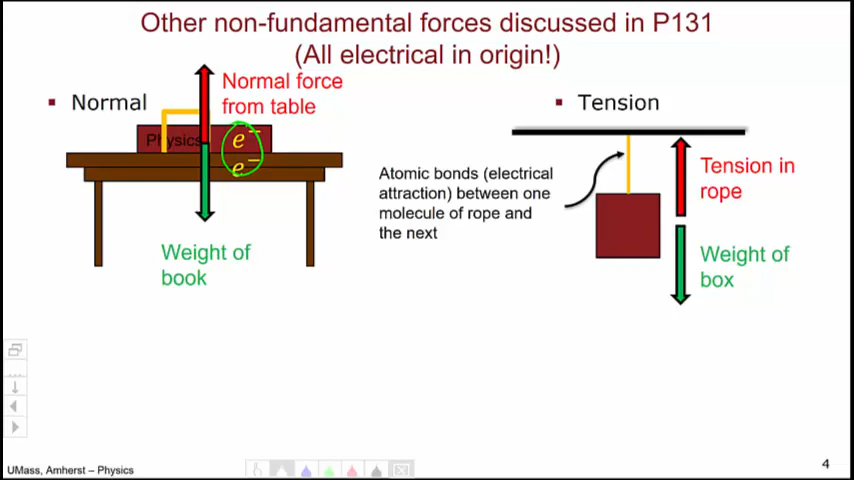 Other non-fundamental forces discussed in P131
(All electrical in origin!)
▪ Normal
Normal force
from table
Physics
e⁻
e⁻
Weight of
book
▪ Tension
Atomic bonds (electrical
attraction) between one
molecule of rope and
the next
Tension in
rope
Weight of
box
UMass, Amherst – Physics
4